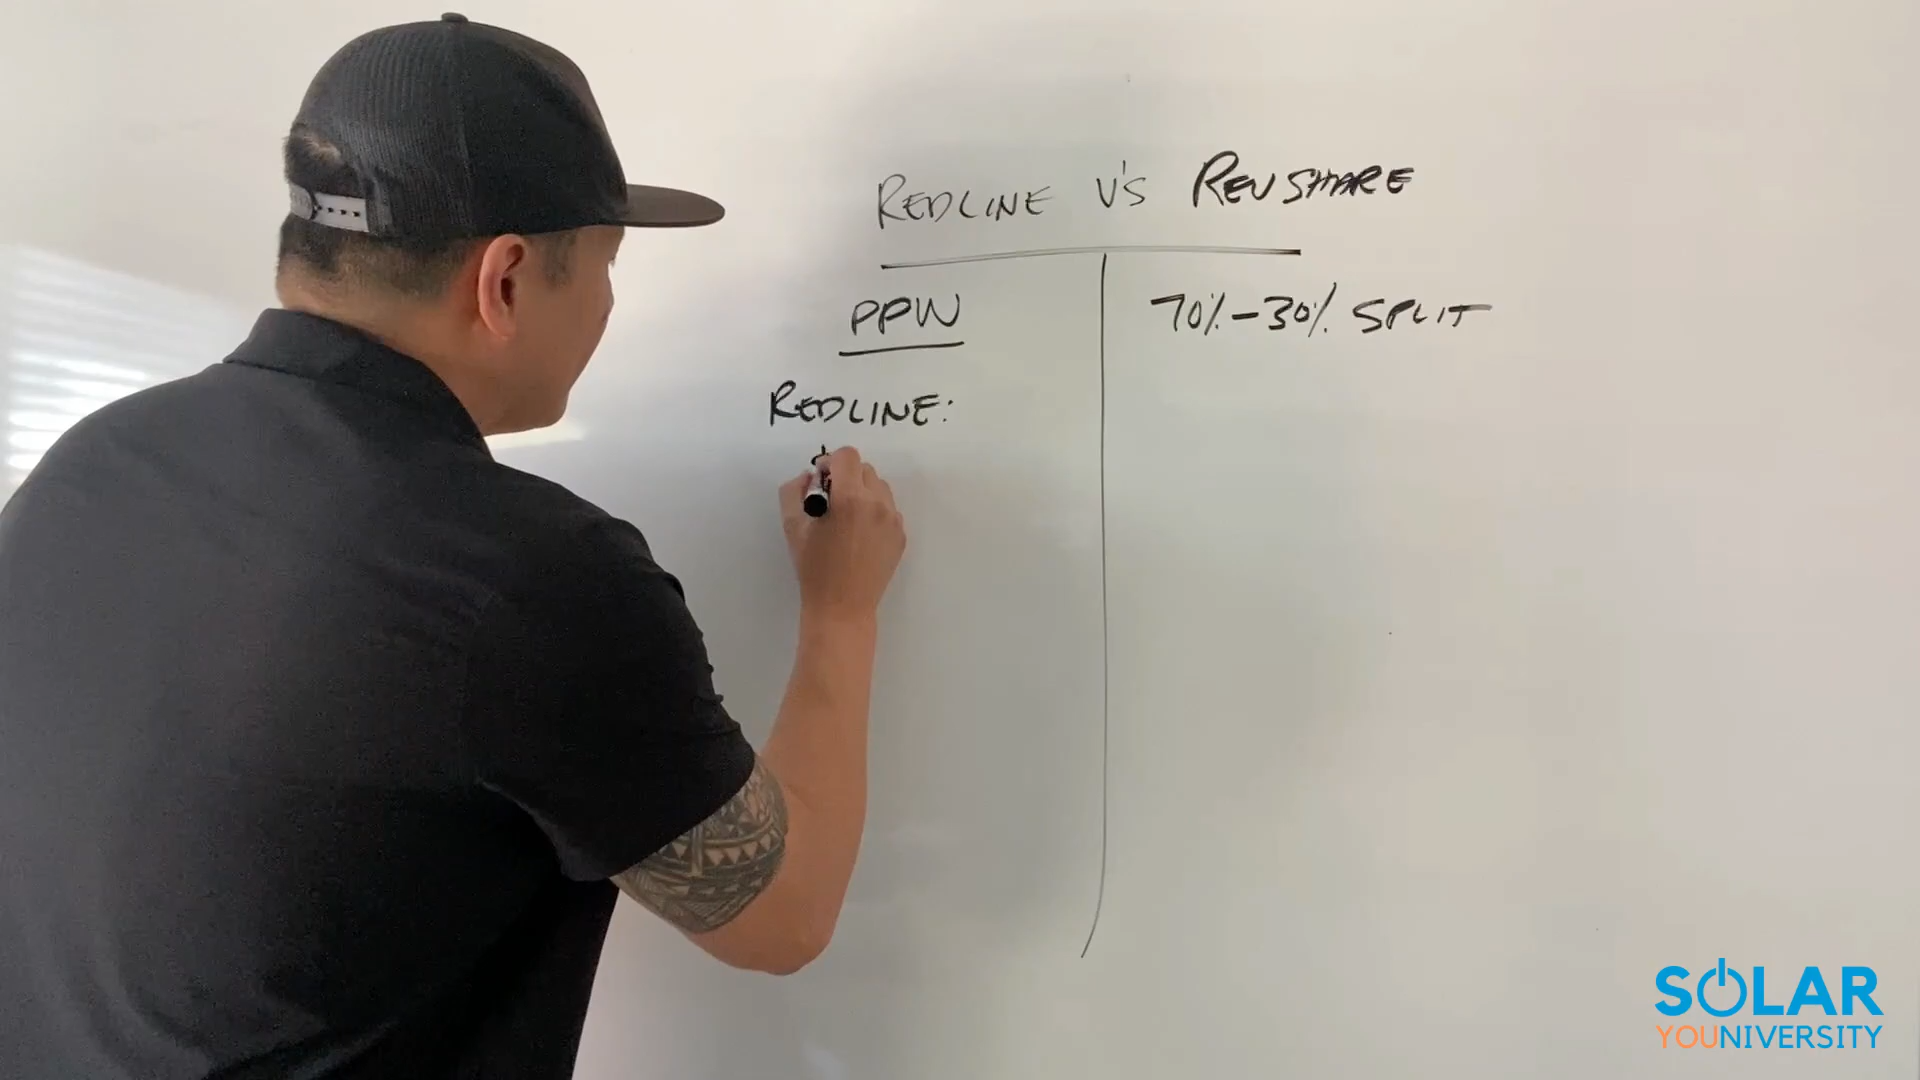 REDLINE V'S REVSHARE
PPW
70%-30% SPLIT
REDLINE:
SOLAR
YOUNIVERSITY